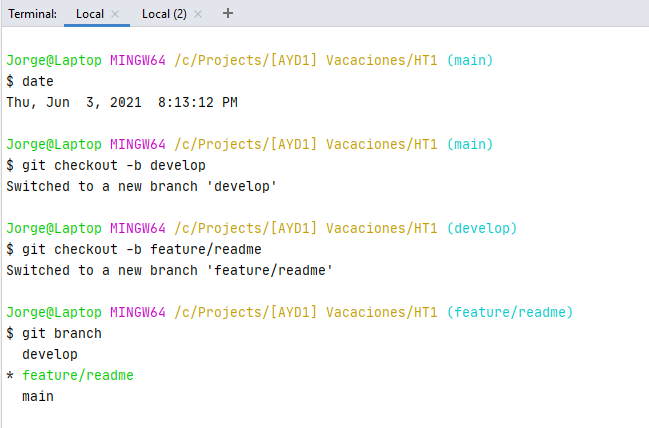 Terminal: Local × Local (2) × +
Jorge@Laptop MINGW64 /c/Projects/[AYD1] Vacaciones/HT1 (main)
$ date
Thu, Jun  3, 2021  8:13:12 PM
Jorge@Laptop MINGW64 /c/Projects/[AYD1] Vacaciones/HT1 (main)
$ git checkout -b develop
Switched to a new branch 'develop'
Jorge@Laptop MINGW64 /c/Projects/[AYD1] Vacaciones/HT1 (develop)
$ git checkout -b feature/readme
Switched to a new branch 'feature/readme'
Jorge@Laptop MINGW64 /c/Projects/[AYD1] Vacaciones/HT1 (feature/readme)
$ git branch
  develop
* feature/readme
  main